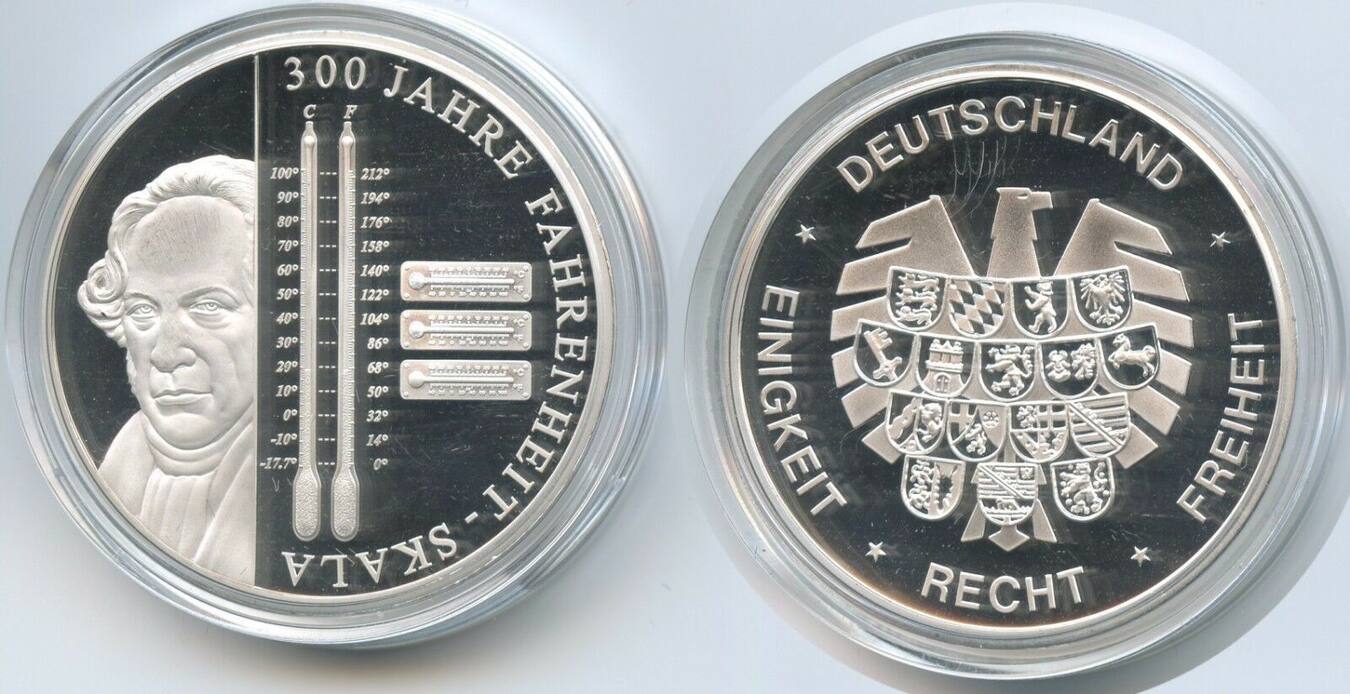 300 JAHRE FAHRENHEIT-SKALA
C F
100° 212°
90° 194°
80° 176°
70° 158°
60° 140°
50° 122°
40° 104°
30° 86°
20° 68°
10° 50°
0° 32°
-10° 14°
-17.7° 0°
°C
°F
°C
°F
°C
°F
DEUTSCHLAND
EINIGKEIT
RECHT
FREIHEIT